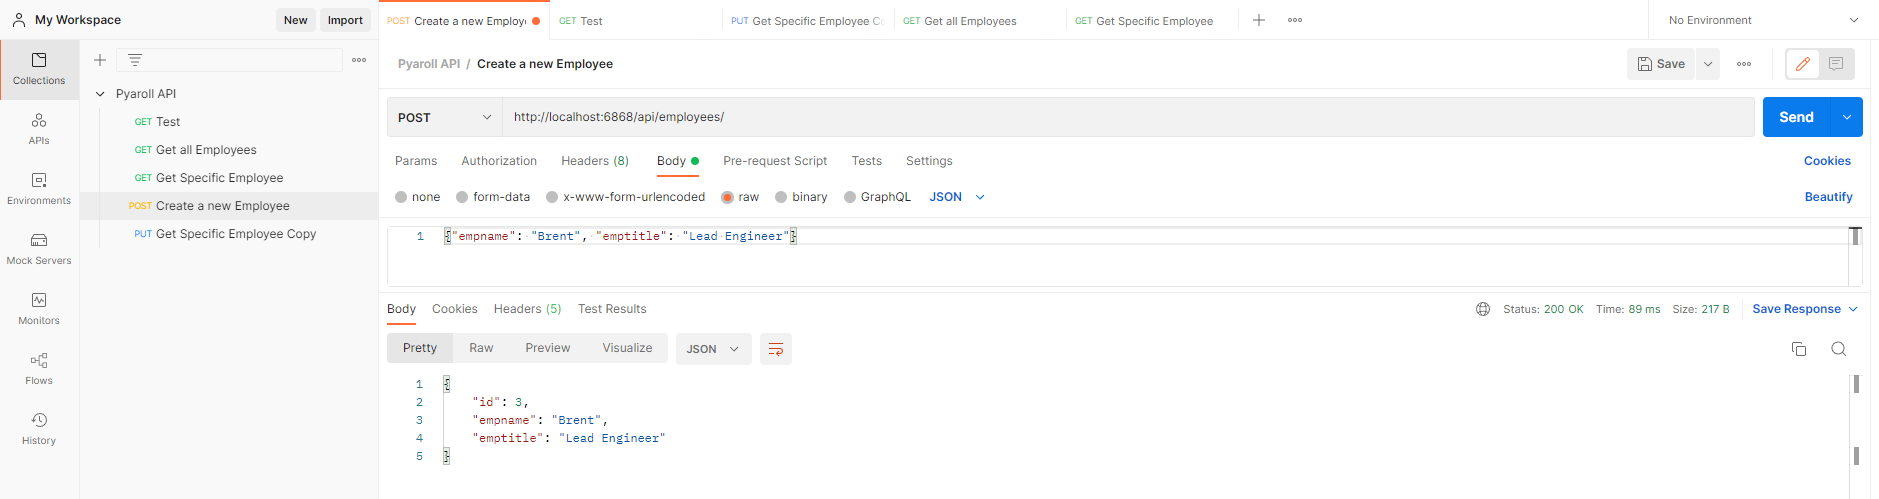 My Workspace
New
Import
Collections
APIs
Environments
Mock Servers
Monitors
Flows
History
Pyaroll API
GET Test
GET Get all Employees
GET Get Specific Employee
POST Create a new Employee
PUT Get Specific Employee Copy
POST Create a new Employe
GET Test
PUT Get Specific Employee Co
GET Get all Employees
GET Get Specific Employee
No Environment
Pyaroll API / Create a new Employee
Save
POST
http://localhost:6868/api/employees/
Send
Params
Authorization
Headers (8)
Body
Pre-request Script
Tests
Settings
Cookies
none
form-data
x-www-form-urlencoded
raw
binary
GraphQL
JSON
Beautify
1 {"empname": "Brent", "emptitle": "Lead Engineer"}
Body
Cookies
Headers (5)
Test Results
Status: 200 OK
Time: 89 ms
Size: 217 B
Save Response
Pretty
Raw
Preview
Visualize
JSON
1 {
2 "id": 3,
3 "empname": "Brent",
4 "emptitle": "Lead Engineer"
5 }